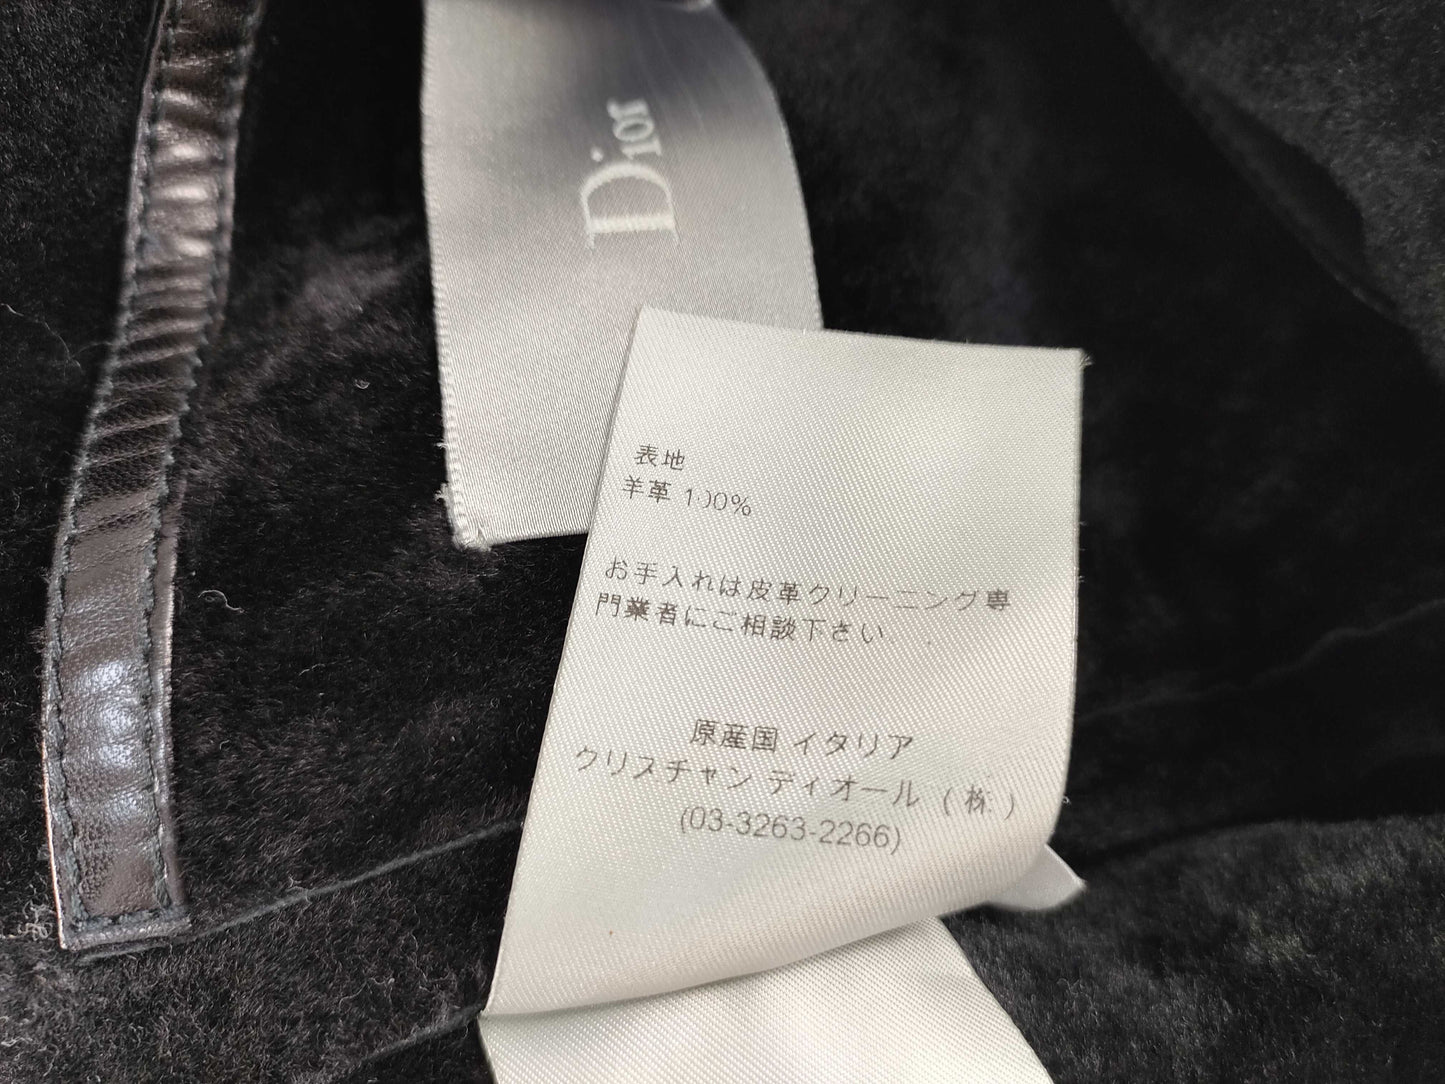 Dior
表地
羊革 100%
お手入れは皮革クリーニング専
門業者にご相談下さい
原産国 イタリア
クリスチャン ディオール (株)
(03-3263-2266)